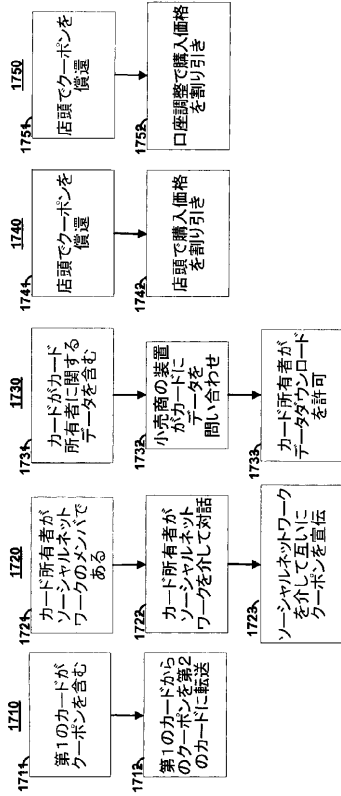 1710
1711
第1のカードが
クーポンを含む
1712
第1のカードから
のクーポンを第2
のカードに転送
1720
1721
カード所有者が
ソーシャルネット
ワークのメンバで
ある
1722
カード所有者が
ソーシャルネット
ワークを介して対話
1723
ソーシャルネットワーク
を介して互いに
クーポンを宣伝
1730
1731
カードがカード
所有者に関する
データを含む
1732
小売商の装置
がカードに
データを
問い合わせ
1733
カード所有者が
データダウンロード
を許可
1740
1741
店頭でクーポンを
償還
1742
店頭で購入価格
を割り引き
1750
1751
店頭でクーポンを
償還
1752
口座調整で購入価格
を割り引き